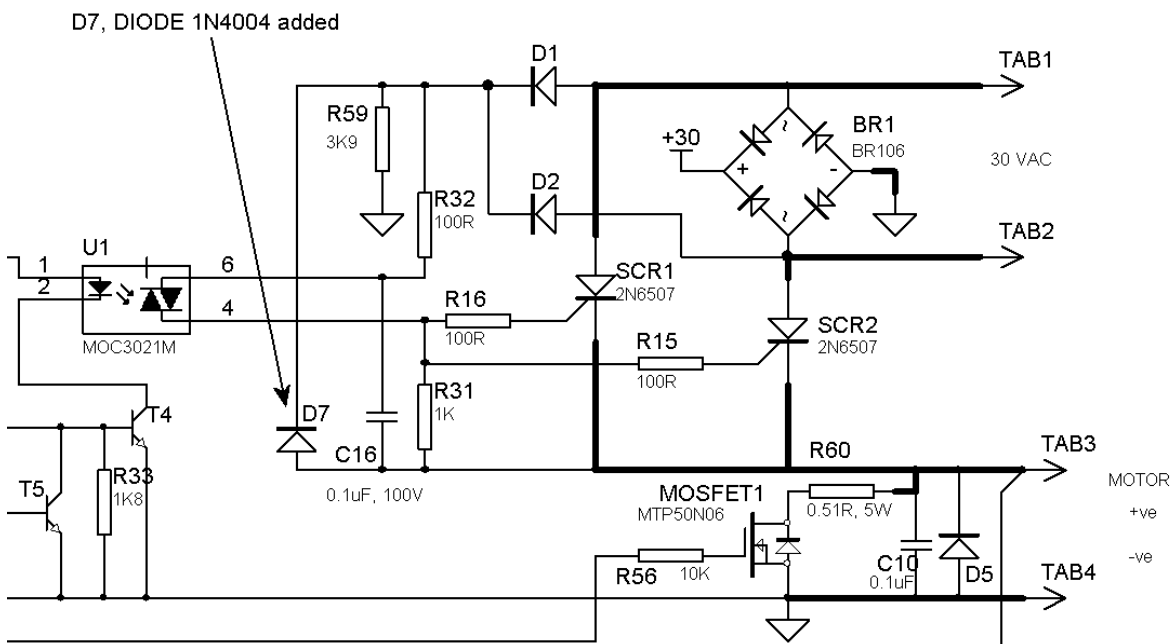 D7, DIODE 1N4004 added
D1
TAB1
R59
3K9
+30
~
+
-
~
BR1
BR106
30 VAC
D2
R32
100R
TAB2
U1
1
2
6
4
MOC3021M
SCR1
2N6507
R16
100R
SCR2
2N6507
R15
100R
R31
1K
T4
D7
C16
0.1uF, 100V
R60
TAB3
R33
1K8
T5
MOSFET1
MTP50N06
0.51R, 5W
MOTOR
+ve
-ve
R56
10K
C10
0.1uF
D5
TAB4